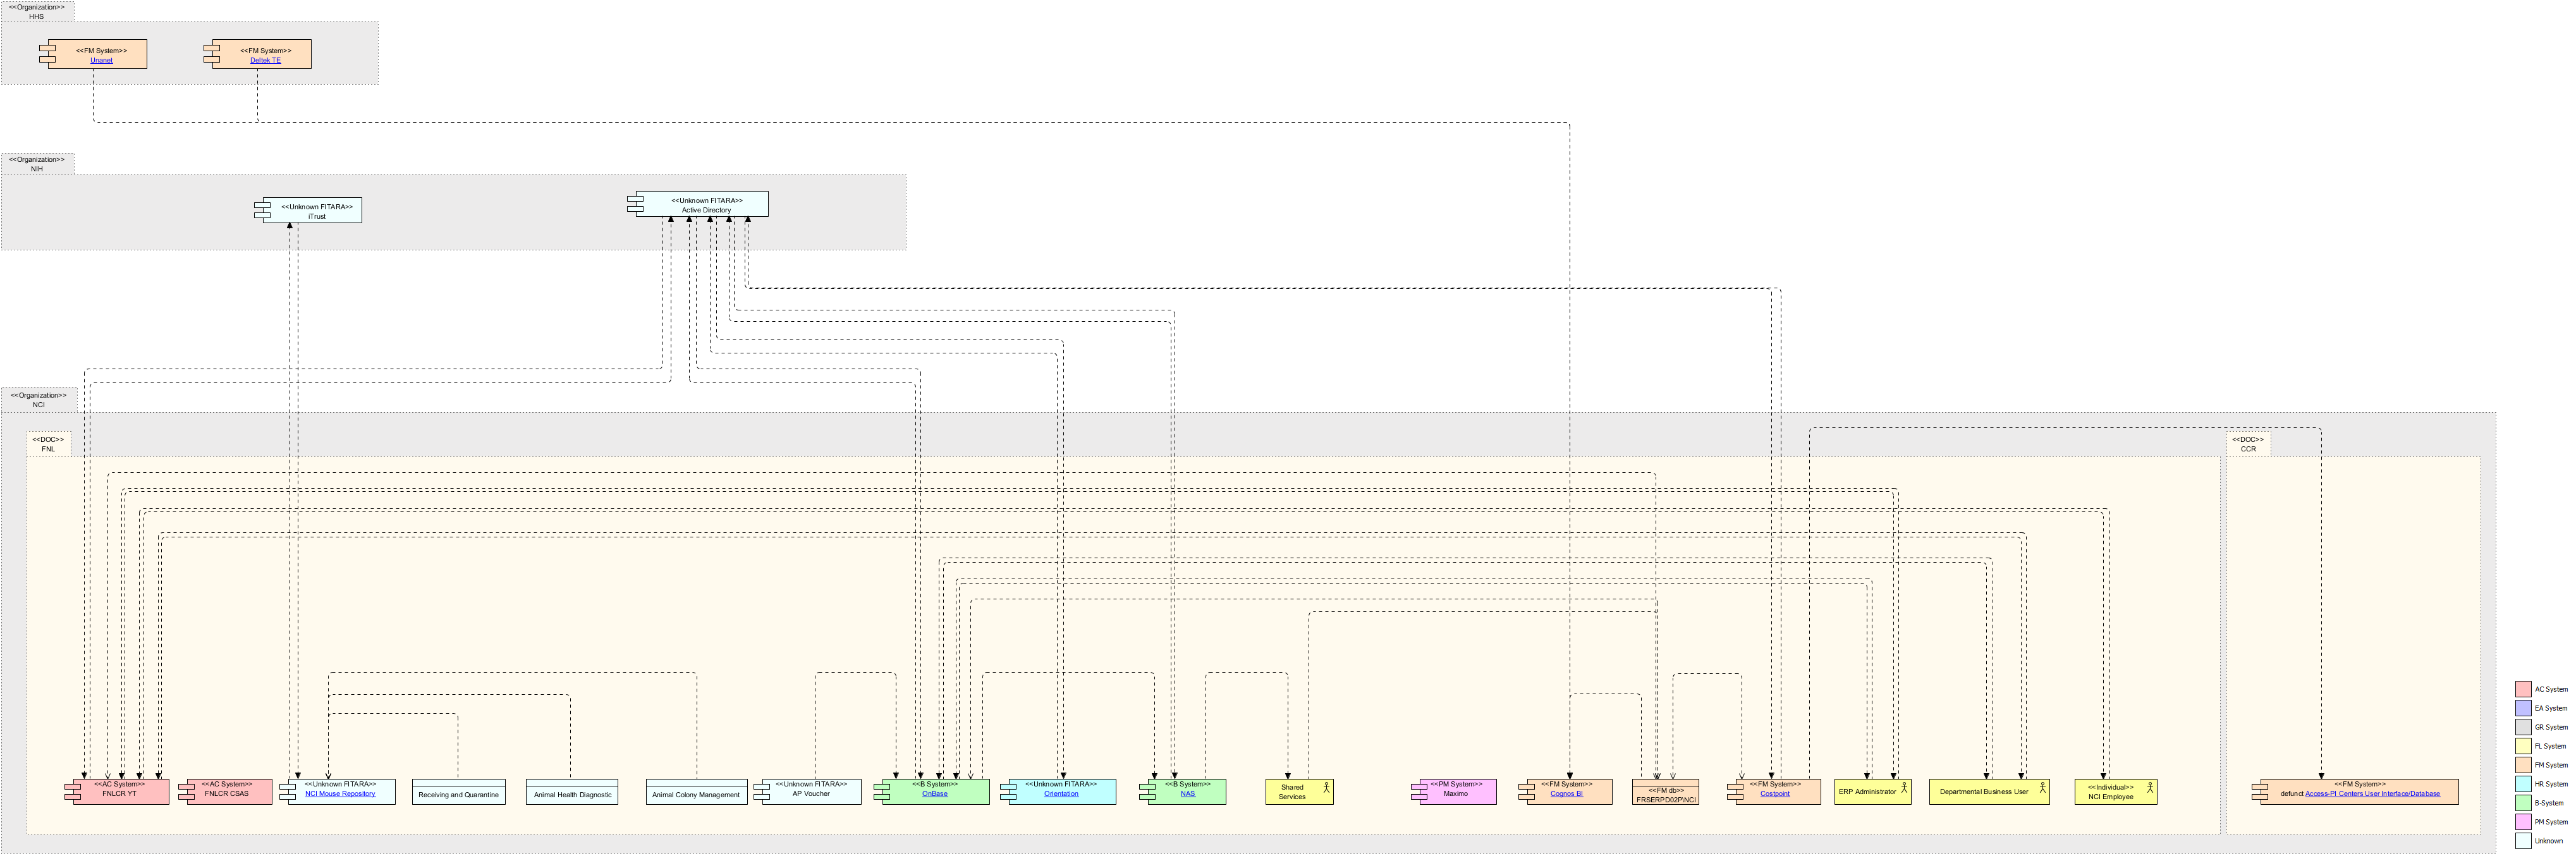 <<Organization>>
HHS
<<FM System>>
Unanet
<<FM System>>
Deltek TE
<<Organization>>
NIH
<<Unknown FITARA>>
iTrust
<<Unknown FITARA>>
Active Directory
<<Organization>>
NCI
<<DOC>>
FNL
<<DOC>>
CCR
<<AC System>>
FNLCR YT
<<AC System>>
FNLCR CSAS
<<Unknown FITARA>>
NCI Mouse Repository
Receiving and Quarantine
Animal Health Diagnostic
Animal Colony Management
<<Unknown FITARA>>
AP Voucher
<<B System>>
OnBase
<<Unknown FITARA>>
Orientation
<<B System>>
NAS
Shared
Services
<<PM System>>
Maximo
<<FM System>>
Cognos BI
<<FM db>>
FRSERPD02P\NCI
<<FM System>>
Costpoint
ERP Administrator
Departmental Business User
<<Individual>>
NCI Employee
<<FM System>>
defunct Access-PI Centers User Interface/Database
AC System
EA System
GR System
FL System
FM System
HR System
B-System
PM System
Unknown